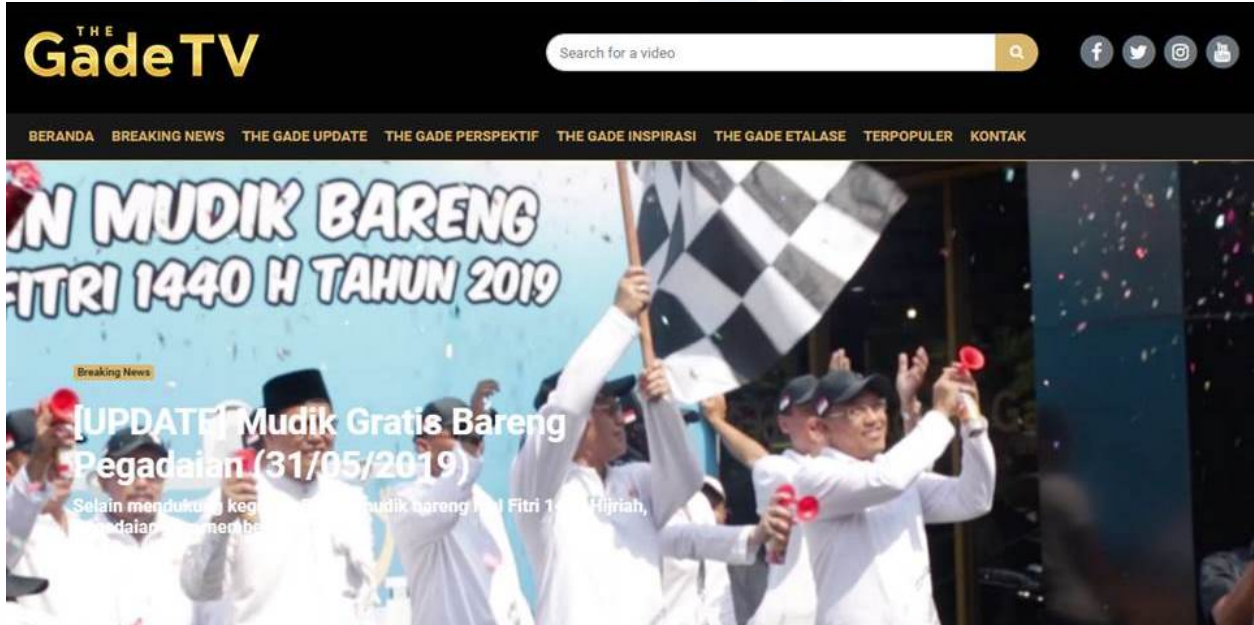 THE
GadeTV
Search for a video
BERANDA BREAKING NEWS THE GADE UPDATE THE GADE PERSPEKTIF THE GADE INSPIRASI THE GADE ETALASE TERPOPULER KONTAK
N MUDIK BARENG
FITRI 1440 H TAHUN 2019
Breaking News
[UPDATE] Mudik Gratis Bareng
Pegadaian (31/05/2019)
Selain mendukung mudik bareng Fitri Hijriah,